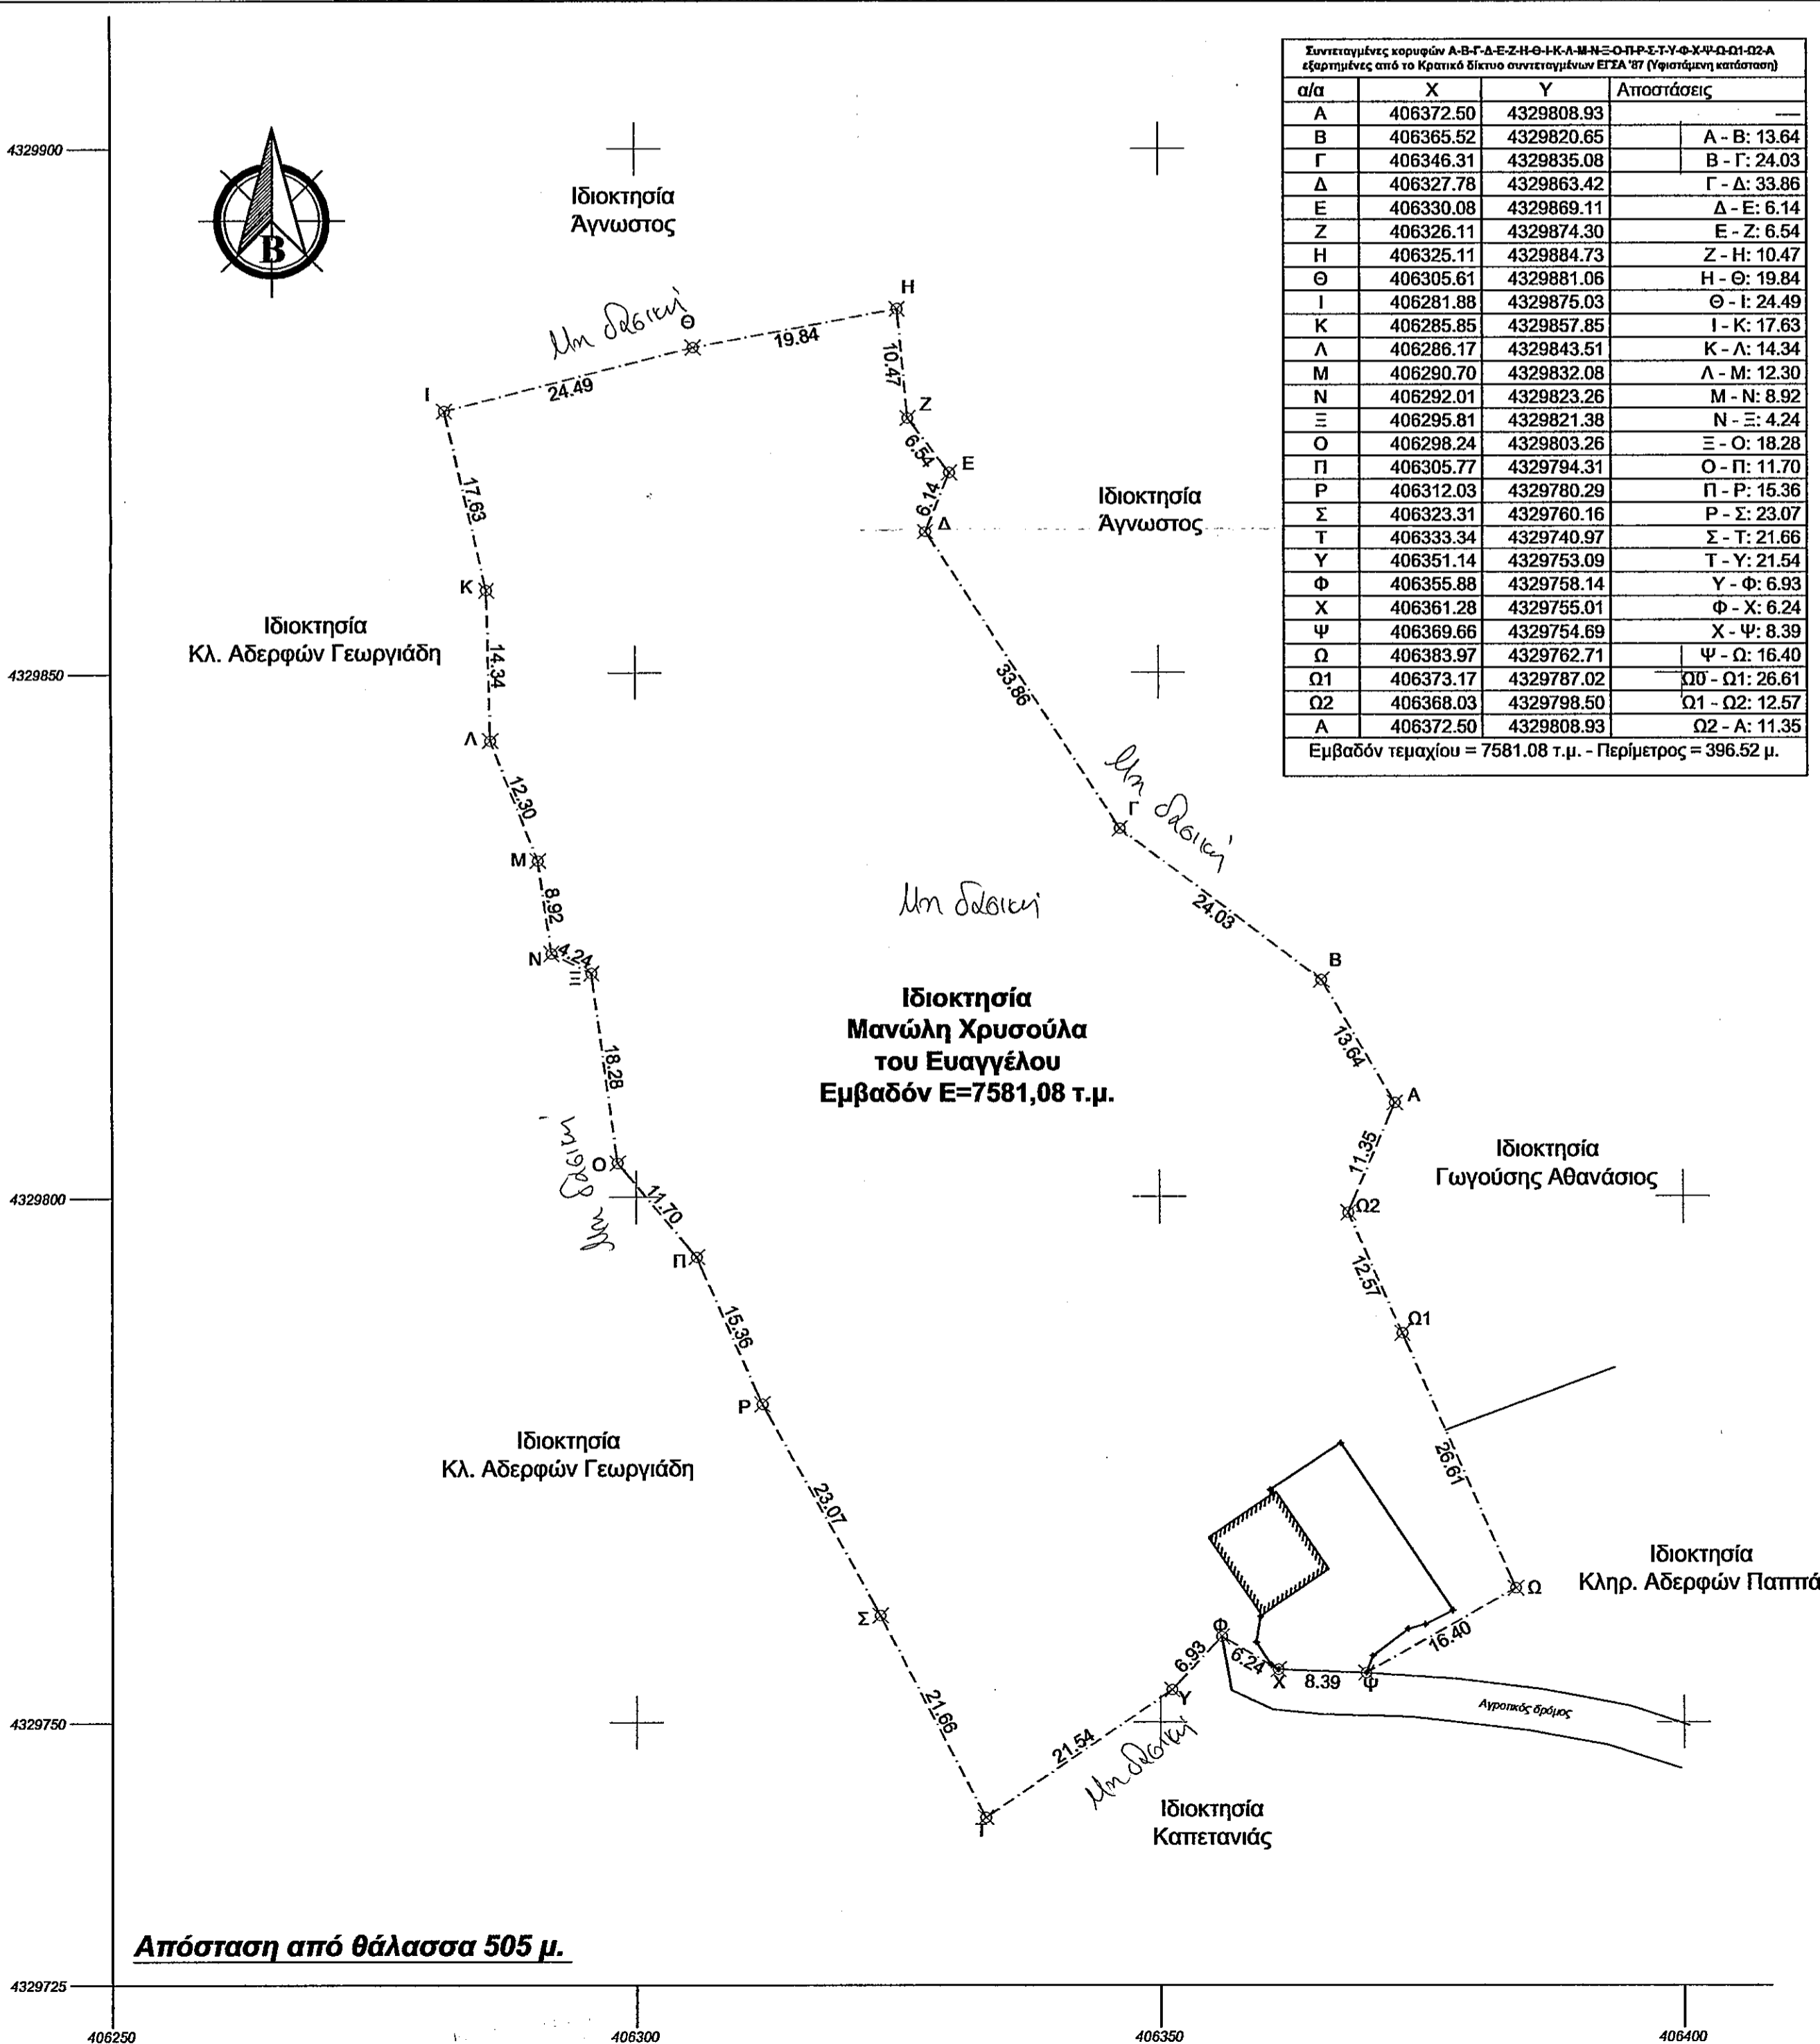 Συντεταγμένες κορυφών Α-Β-Γ-Δ-Ε-Ζ-Η-Θ-Ι-Κ-Λ-Μ-Ν-Ξ-Ο-Π-Ρ-Σ-Τ-Υ-Φ-Χ-Ψ-Ω-Ω1-Ω2-Α
εξαρτημένες από το Κρατικό δίκτυο συντεταγμένων ΕΓΣΑ '87 (Υφιστάμενη κατάσταση)
α/α Χ Υ Αποστάσεις
Α 406372.50 4329808.93 —
Β 406365.52 4329820.65 Α - Β: 13.64
Γ 406346.31 4329835.08 Β - Γ: 24.03
Δ 406327.78 4329863.42 Γ - Δ: 33.86
Ε 406330.08 4329869.11 Δ - Ε: 6.14
Ζ 406326.11 4329874.30 Ε - Ζ: 6.54
Η 406325.11 4329884.73 Ζ - Η: 10.47
Θ 406305.61 4329881.06 Η - Θ: 19.84
Ι 406281.88 4329875.03 Θ - Ι: 24.49
Κ 406285.85 4329857.85 Ι - Κ: 17.63
Λ 406286.17 4329843.51 Κ - Λ: 14.34
Μ 406290.70 4329832.08 Λ - Μ: 12.30
Ν 406292.01 4329823.26 Μ - Ν: 8.92
Ξ 406295.81 4329821.38 Ν - Ξ: 4.24
Ο 406298.24 4329803.26 Ξ - Ο: 18.28
Π 406305.77 4329794.31 Ο - Π: 11.70
Ρ 406312.03 4329780.29 Π - Ρ: 15.36
Σ 406323.31 4329760.16 Ρ - Σ: 23.07
Τ 406333.34 4329740.97 Σ - Τ: 21.66
Υ 406351.14 4329753.09 Τ - Υ: 21.54
Φ 406355.88 4329758.14 Υ - Φ: 6.93
Χ 406361.28 4329755.01 Φ - Χ: 6.24
Ψ 406369.66 4329754.69 Χ - Ψ: 8.39
Ω 406383.97 4329762.71 Ψ - Ω: 16.40
Ω1 406373.17 4329787.02 Ω0 - Ω1: 26.61
Ω2 406368.03 4329798.50 Ω1 - Ω2: 12.57
Α 406372.50 4329808.93 Ω2 - Α: 11.35
Εμβαδόν τεμαχίου = 7581.08 τ.μ. - Περίμετρος = 396.52 μ.
4329900
Β
Ιδιοκτησία
Άγνωστος
Μη δασική
Θ
Η
19.84
24.49
10.47
Ι
Ζ
6.54
Ε
6.14
Δ
Ιδιοκτησία
Άγνωστος
17.63
Κ
Ιδιοκτησία
Κλ. Αδερφών Γεωργιάδη
14.34
4329850
33.86
Λ
12.30
Μη δασική
Γ
Μ
8.92
Μη δασική
24.03
Ν
4.24
Ξ
Β
Ιδιοκτησία
Μανώλη Χρυσούλα
του Ευαγγέλου
Εμβαδόν Ε=7581,08 τ.μ.
13.64
18.28
Α
Μη δασική
Ο
11.35
Ιδιοκτησία
Γωγούσης Αθανάσιος
4329800
11.70
Ω2
Π
12.57
15.36
Ω1
Ρ
Ιδιοκτησία
Κλ. Αδερφών Γεωργιάδη
26.61
23.07
Ιδιοκτησία
Κληρ. Αδερφών Παππά
Ω
Σ
Φ
16.40
6.93
6.24
Χ
8.39
Ψ
Υ
Αγροτικός δρόμος
21.66
4329750
21.54
Μη δασική
Τ
Ιδιοκτησία
Καπετανιάς
Απόσταση από θάλασσα 505 μ.
4329725
406250 406300 406350 406400